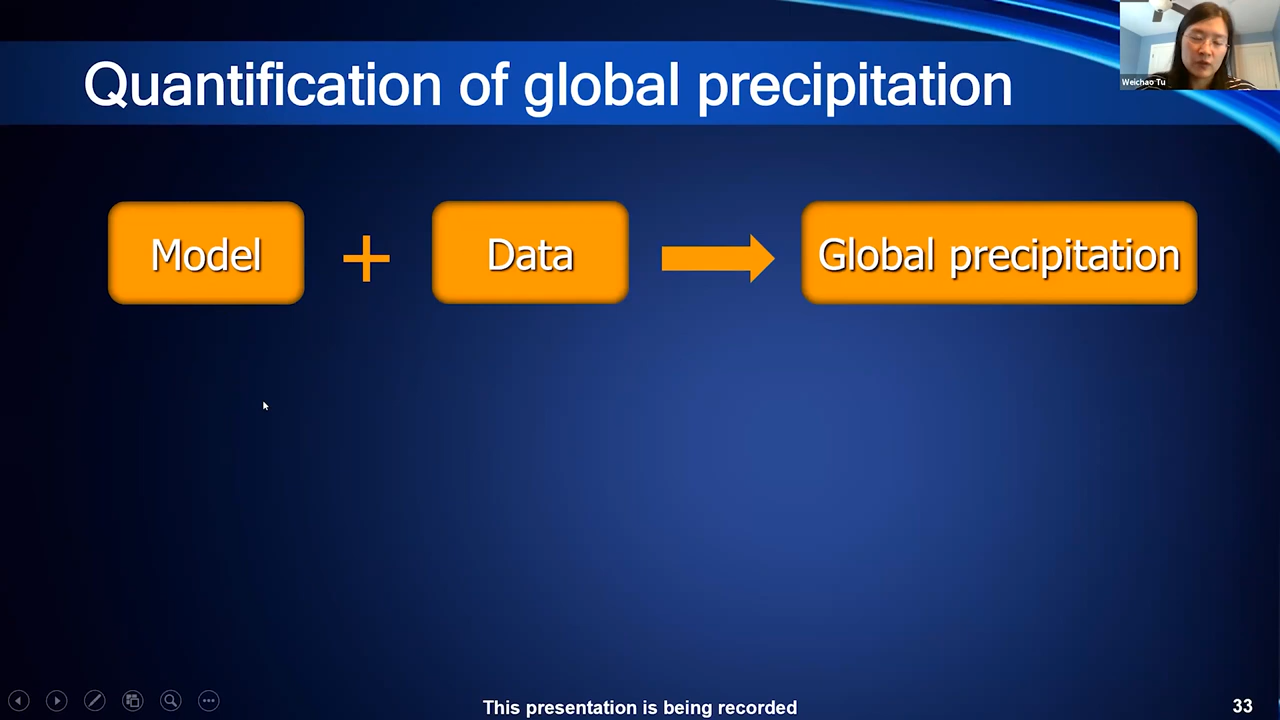 Quantification of global precipitation
Weichao Tu
Model + Data Global precipitation
This presentation is being recorded
33